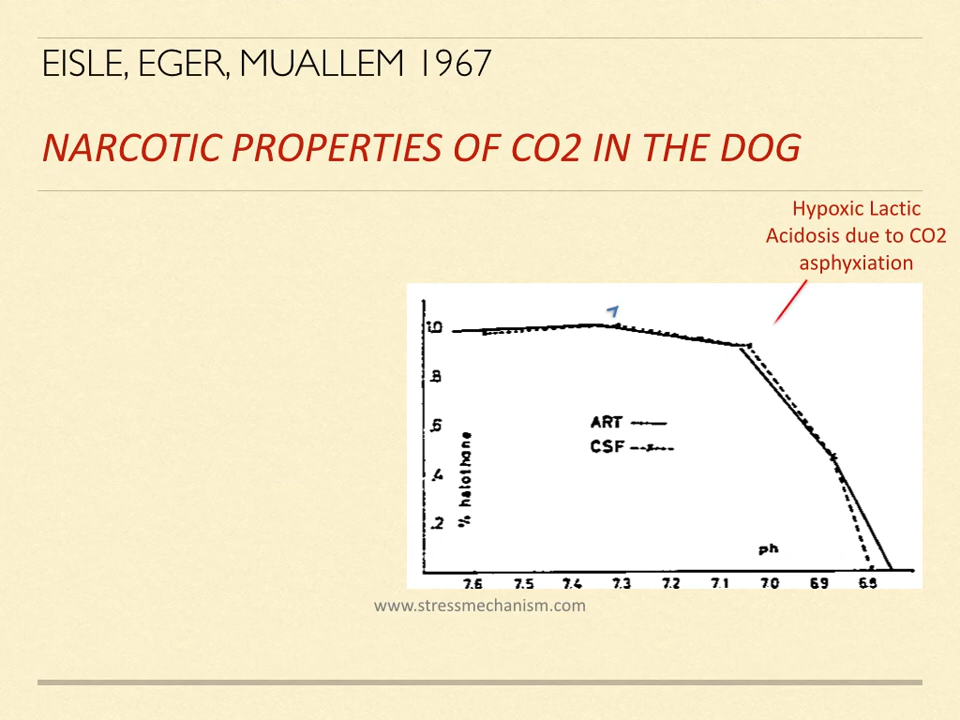 EISLE, EGER, MUALLEM 1967
NARCOTIC PROPERTIES OF CO2 IN THE DOG
Hypoxic Lactic
Acidosis due to CO2
asphyxiation
1.0
.8
.6
.4
.2
% halothane
ART
CSF
ph
7.6 7.5 7.4 7.3 7.2 7.1 7.0 6.9
www.stressmechanism.com